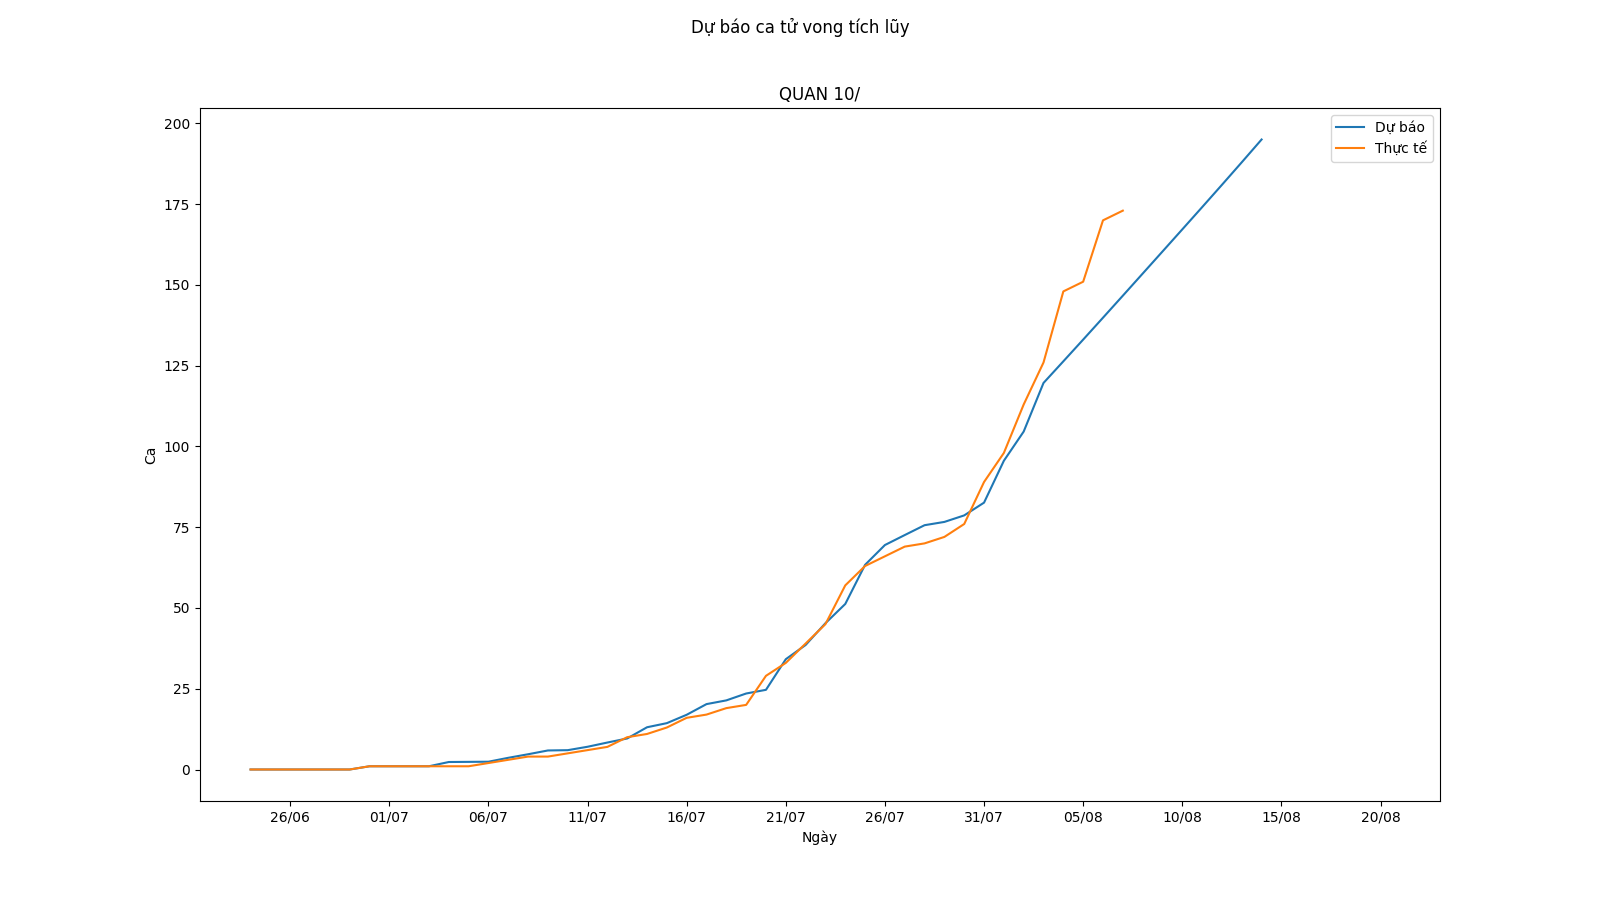 Dự báo ca tử vong tích lũy
QUAN 10/
Dự báo
Thực tế
200
175
150
125
100
75
50
25
0
Ca
26/06 01/07 06/07 11/07 16/07 21/07 26/07 31/07 05/08 10/08 15/08 20/08
Ngày